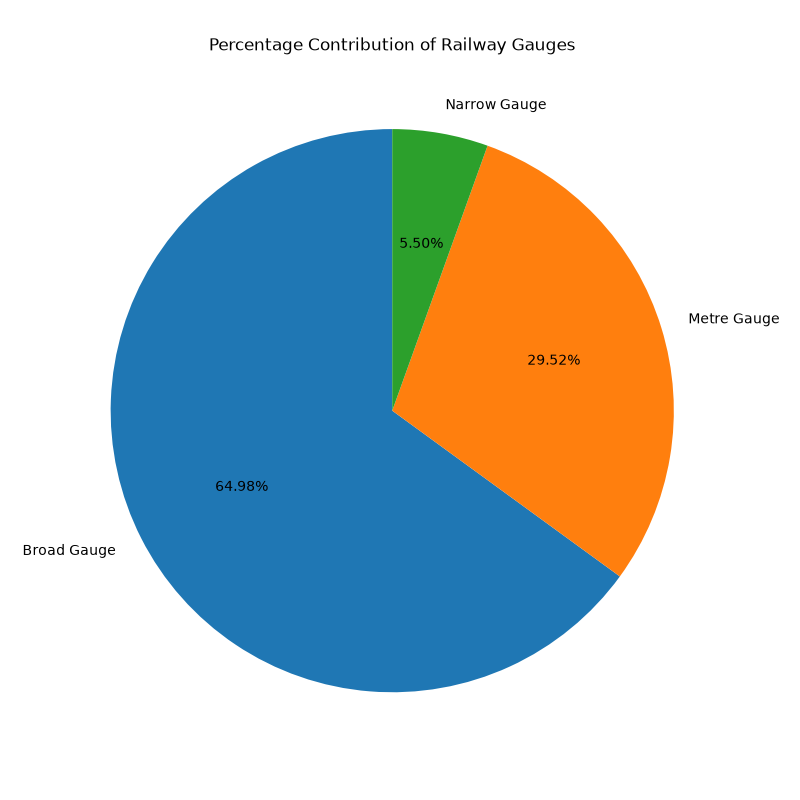 Percentage Contribution of Railway Gauges
Narrow Gauge
5.50%
Metre Gauge
29.52%
64.98%
Broad Gauge